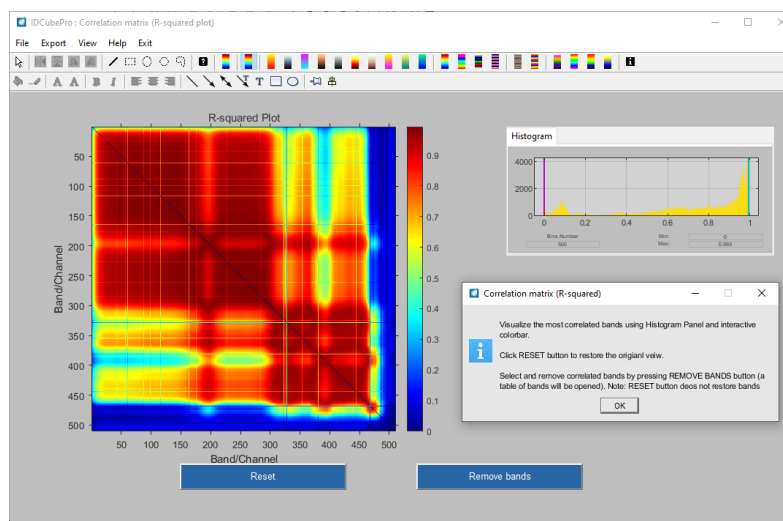 IDCubePro : Correlation matrix (R-squared plot)
File Export View Help Exit
T A A B I T
R-squared Plot
50
100
150
200
250
300
350
400
450
500
Band/Channel
50 100 150 200 250 300 350 400 450 500
Band/Channel
0.9
0.8
0.7
0.6
0.5
0.4
0.3
0.2
0.1
0
Histogram
4000
2000
0
0 0.2 0.4 0.6 0.8 1
Bins Number Min: 0
500 Max: 0.993
Correlation matrix (R-squared)
Visualize the most correlated bands using Histogram Panel and interactive
colorbar.
Click RESET button to restore the origianl veiw.
Select and remove correlated bands by pressing REMOVE BANDS button (a
table of bands will be opened). Note: RESET button deos not restore bands
OK
Reset Remove bands